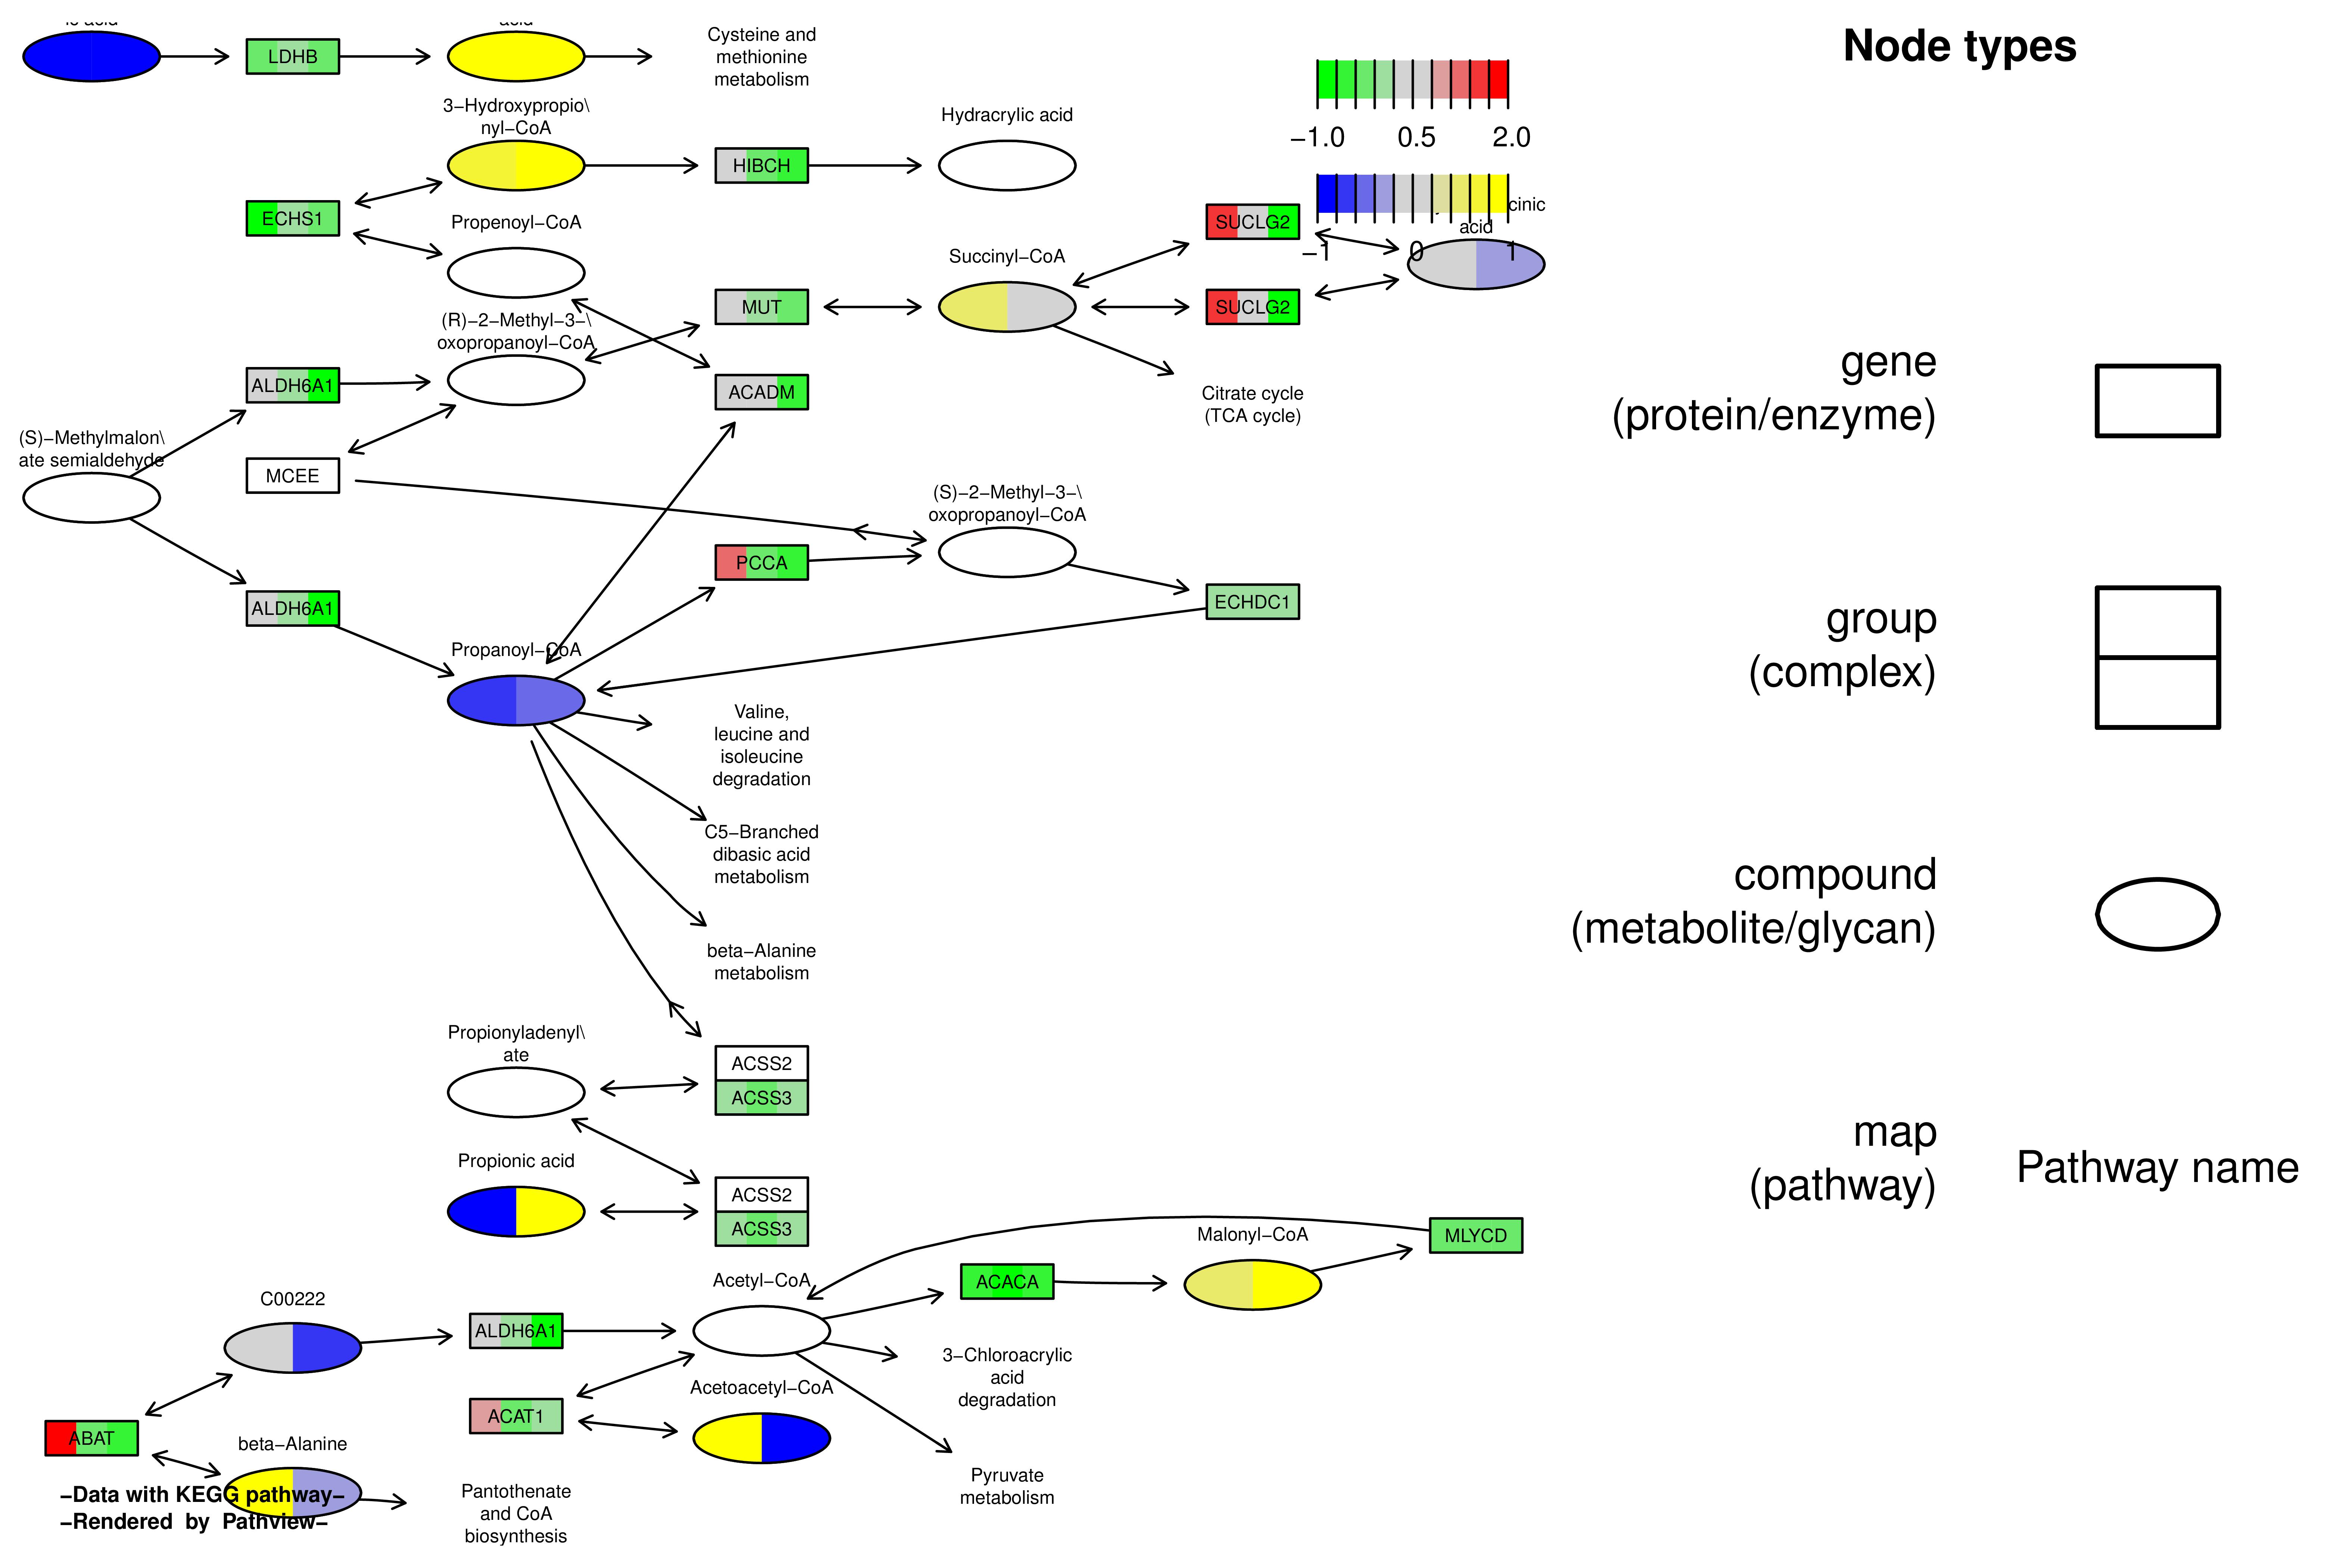 Node types
LDHB
Cysteine and
methionine
metabolism
3−Hydroxypropio\
nyl−CoA
HIBCH
Hydracrylic acid
−1.0
0.5
2.0
ECHS1
Propenoyl−CoA
SUCLG2
cinic
acid
−1
0
1
Succinyl−CoA
MUT
SUCLG2
(R)−2−Methyl−3−\
oxopropanoyl−CoA
ALDH6A1
ACADM
Citrate cycle
(TCA cycle)
gene
(protein/enzyme)
(S)−Methylmalon\
ate semialdehyde
MCEE
(S)−2−Methyl−3−\
oxopropanoyl−CoA
PCCA
ECHDC1
ALDH6A1
group
(complex)
Propanoyl−CoA
Valine,
leucine and
isoleucine
degradation
C5−Branched
dibasic acid
metabolism
compound
(metabolite/glycan)
beta−Alanine
metabolism
Propionyladenyl\
ate
ACSS2
ACSS3
map
(pathway)
Pathway name
Propionic acid
ACSS2
ACSS3
Malonyl−CoA
MLYCD
Acetyl−CoA
ACACA
C00222
ALDH6A1
3−Chloroacrylic
acid
degradation
Acetoacetyl−CoA
ACAT1
ABAT
beta−Alanine
Pyruvate
metabolism
Pantothenate
and CoA
biosynthesis
−Data with KEGG pathway−
−Rendered by Pathview−